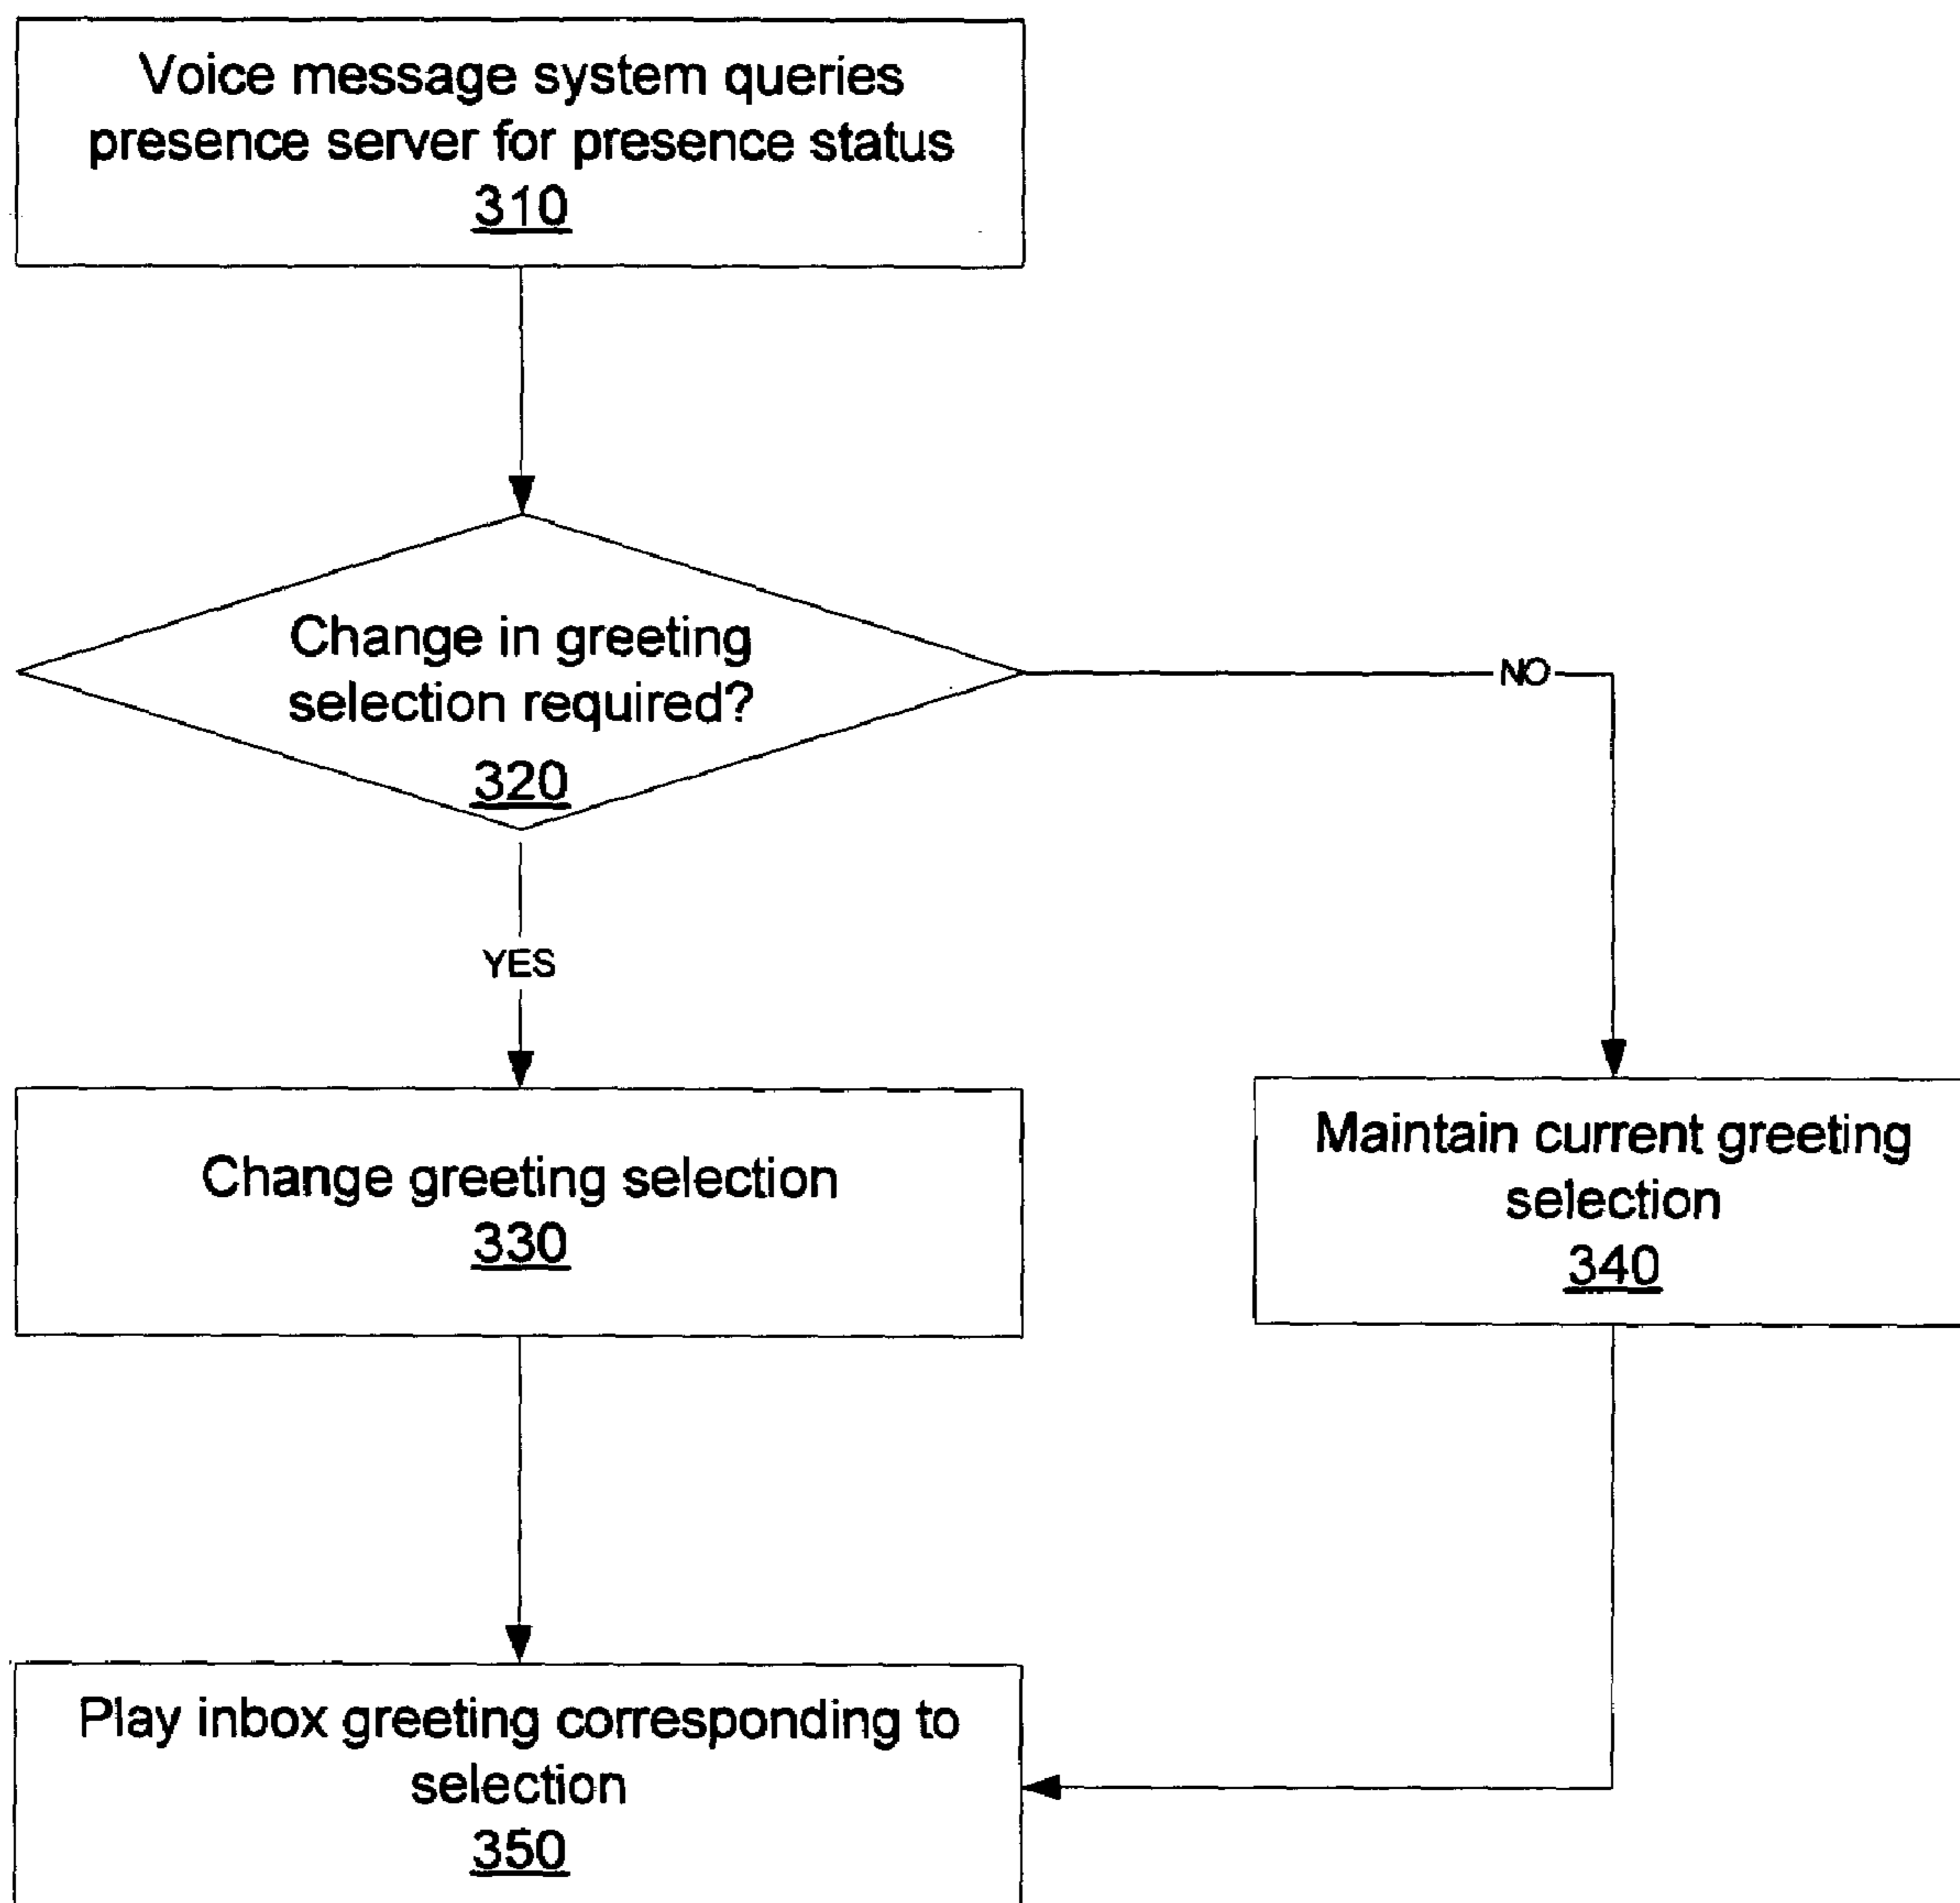 Voice message system queries
presence server for presence status
310
Change in greeting
selection required?
320
NO
YES
Change greeting selection
330
Maintain current greeting
selection
340
Play inbox greeting corresponding to
selection
350